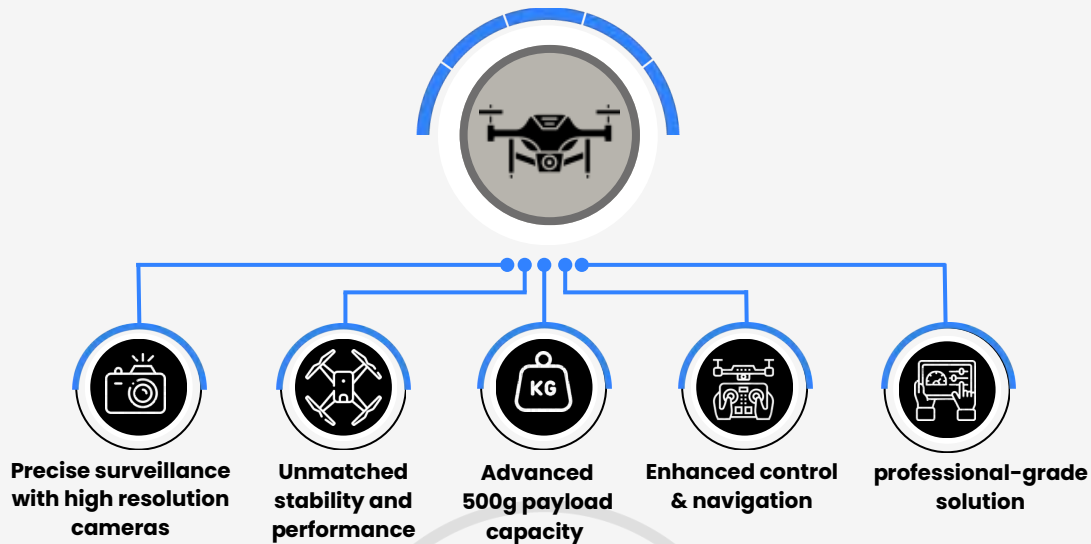 KG
Precise surveillance
with high resolution
cameras
Unmatched
stability and
performance
Advanced
500g payload
capacity
Enhanced control
& navigation
professional-grade
solution